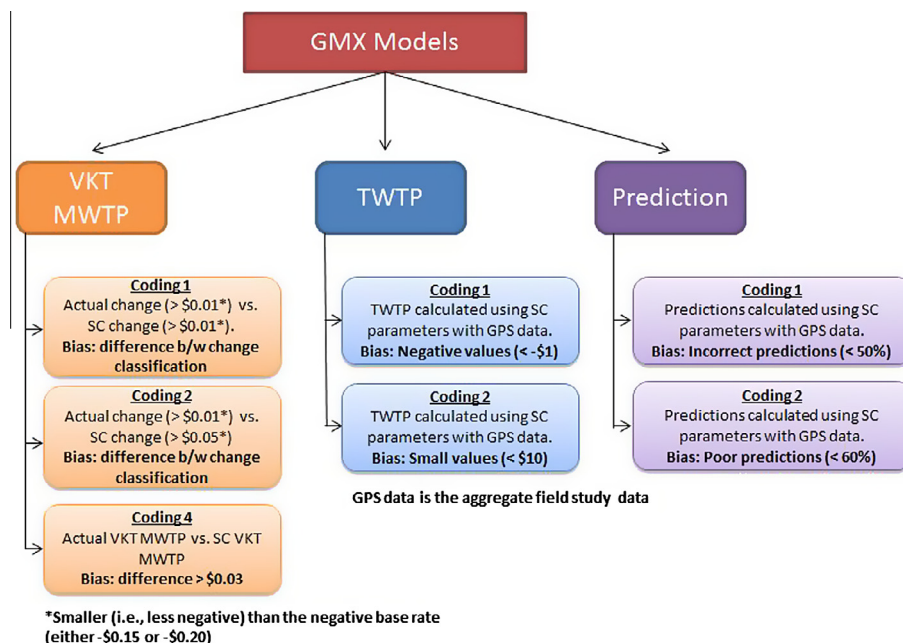 GMX Models
VKT
MWTP
TWTP
Prediction
Coding 1
Actual change (> $0.01*) vs.
SC change (> $0.01*).
Bias: difference b/w change
classification
Coding 2
Actual change (> $0.01*) vs.
SC change (> $0.05*)
Bias: difference b/w change
classification
Coding 4
Actual VKT MWTP vs. SC VKT
MWTP
Bias: difference > $0.03
*Smaller (i.e., less negative) than the negative base rate
(either -$0.15 or -$0.20)
Coding 1
TWTP calculated using SC
parameters with GPS data.
Bias: Negative values (< -$1)
Coding 2
TWTP calculated using SC
parameters with GPS data.
Bias: Small values (< $10)
GPS data is the aggregate field study data
Coding 1
Predictions calculated using SC
parameters with GPS data.
Bias: Incorrect predictions (< 50%)
Coding 2
Predictions calculated using SC
parameters with GPS data.
Bias: Poor predictions (< 60%)